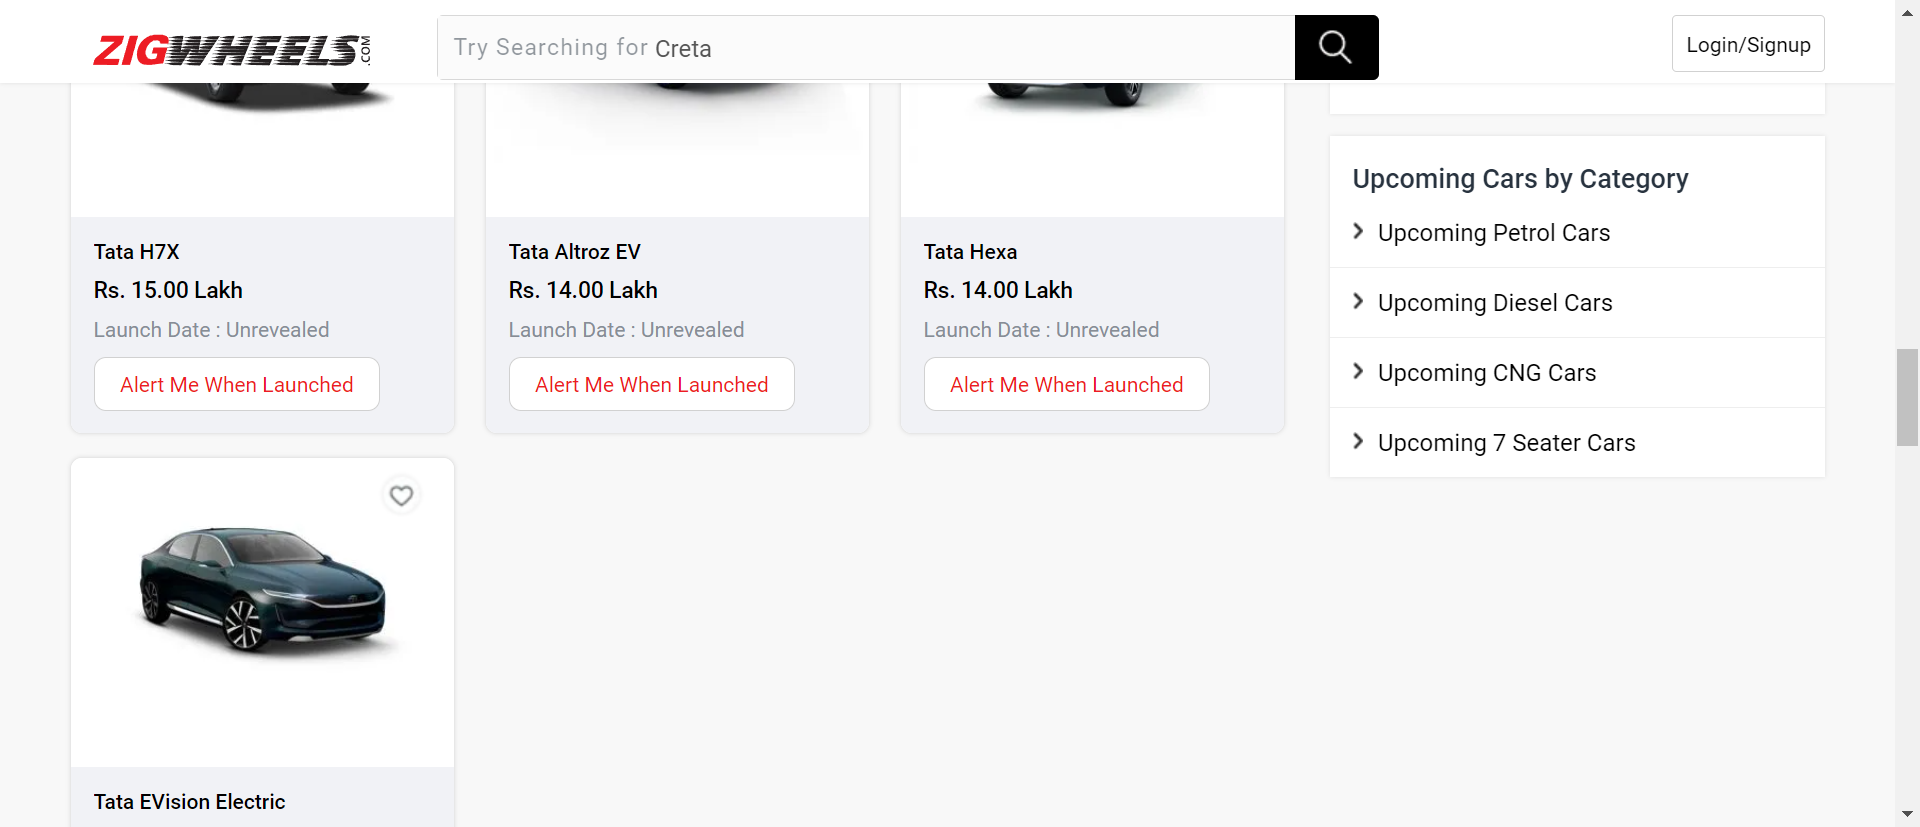 ZIGWHEELS.COM
Try Searching for Creta
Login/Signup
Tata H7X
Rs. 15.00 Lakh
Launch Date : Unrevealed
Alert Me When Launched
Tata Altroz EV
Rs. 14.00 Lakh
Launch Date : Unrevealed
Alert Me When Launched
Tata Hexa
Rs. 14.00 Lakh
Launch Date : Unrevealed
Alert Me When Launched
Tata EVision Electric
Upcoming Cars by Category
Upcoming Petrol Cars
Upcoming Diesel Cars
Upcoming CNG Cars
Upcoming 7 Seater Cars